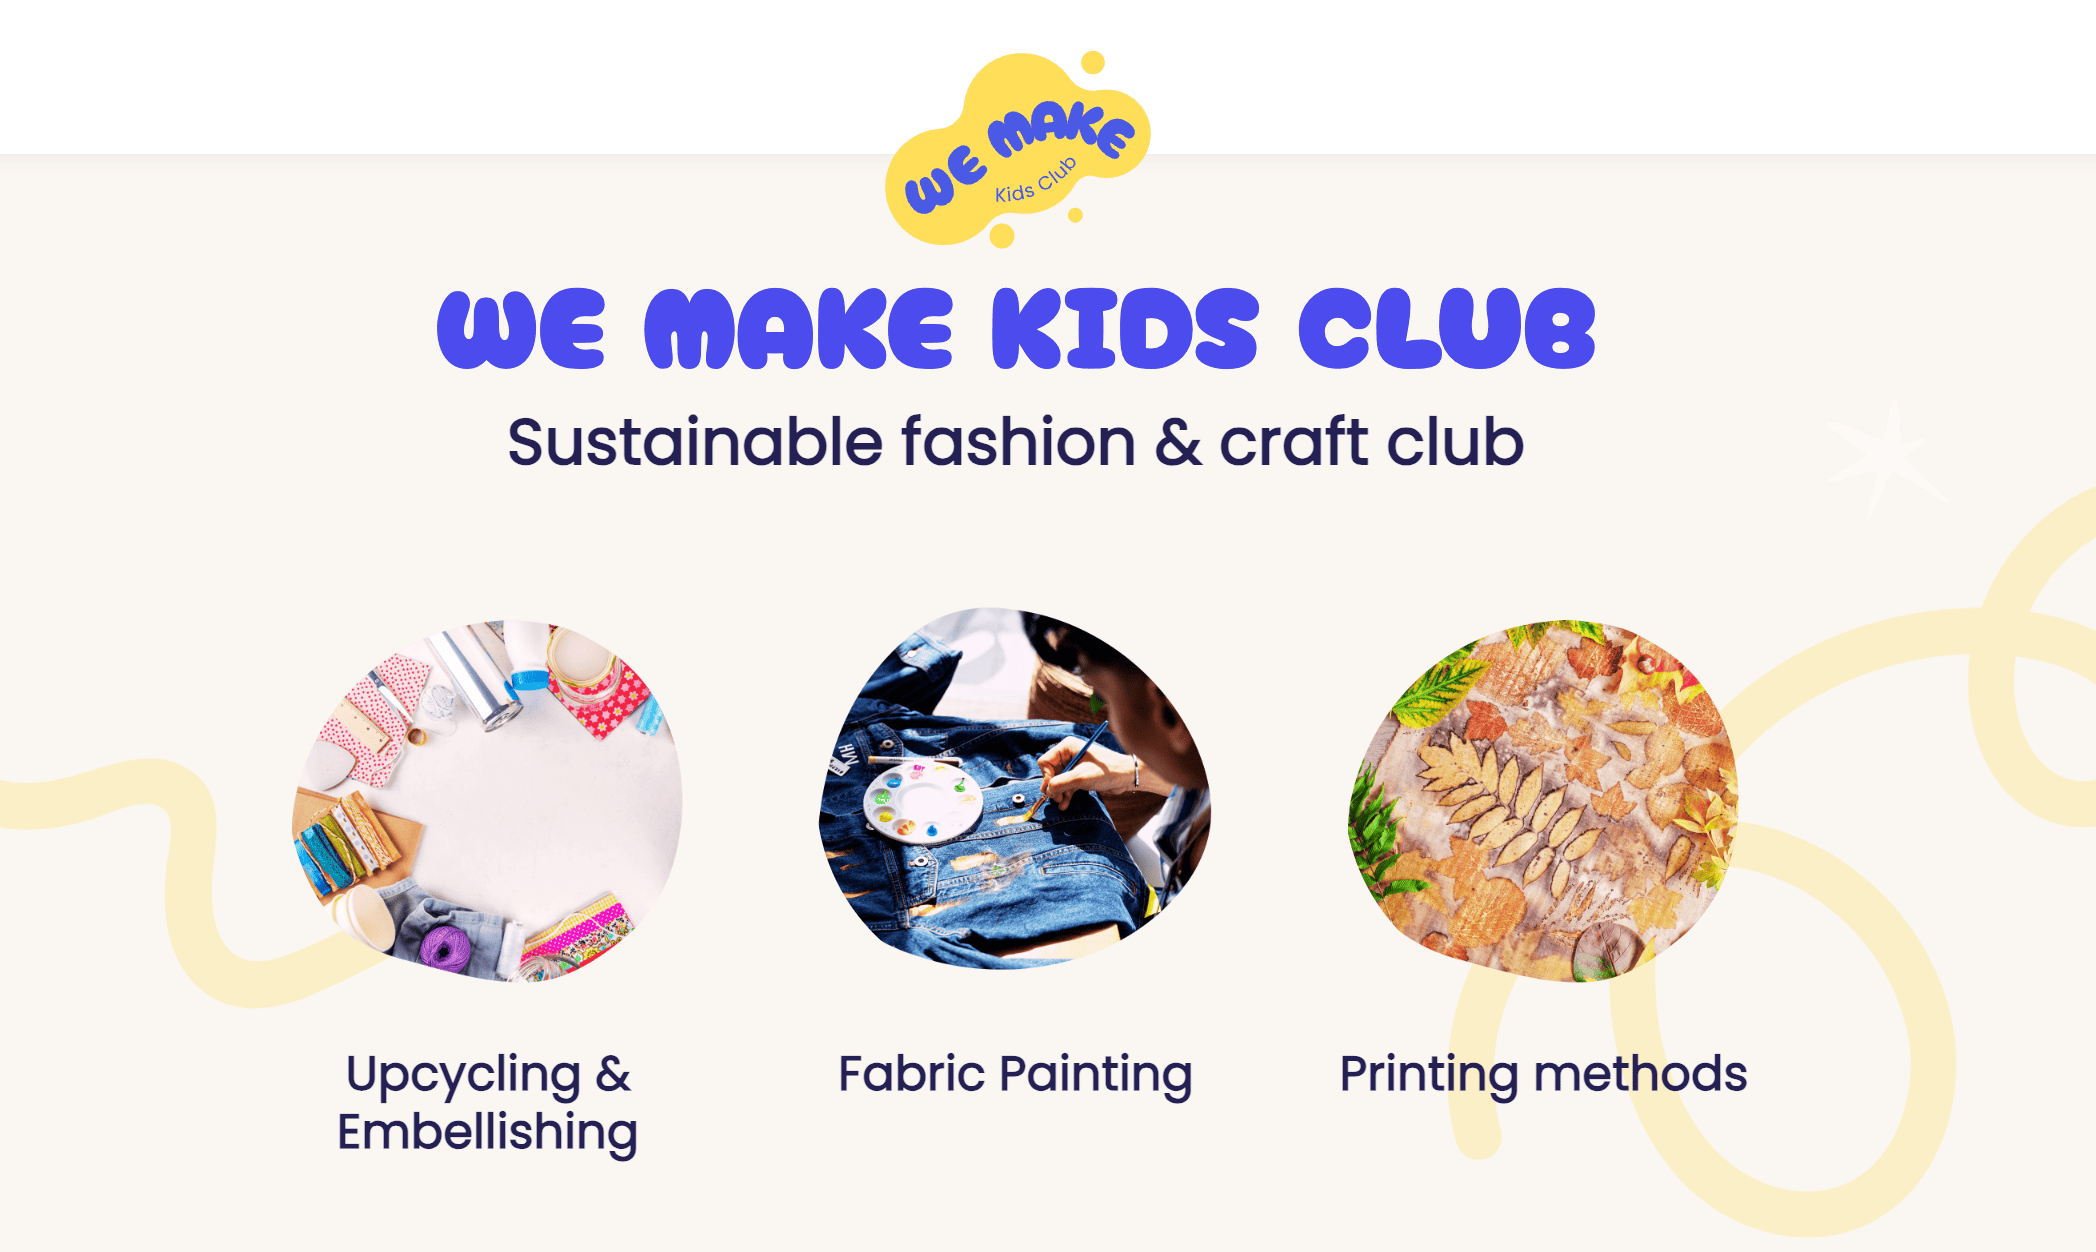 WE MAKE
Kids Club
WE MAKE KIDS CLUB
Sustainable fashion & craft club
Upcycling &
Embellishing
Fabric Painting
Printing methods